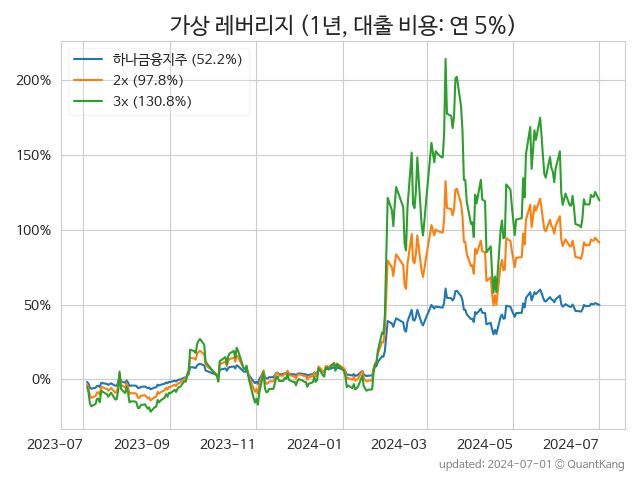 가상 레버리지 (1년, 대출 비용: 연 5%)
하나금융지주 (52.2%)
2x (97.8%)
3x (130.8%)
200%
150%
100%
50%
0%
2023-07 2023-09 2023-11 2024-01 2024-03 2024-05 2024-07
updated: 2024-07-01 © QuantKang